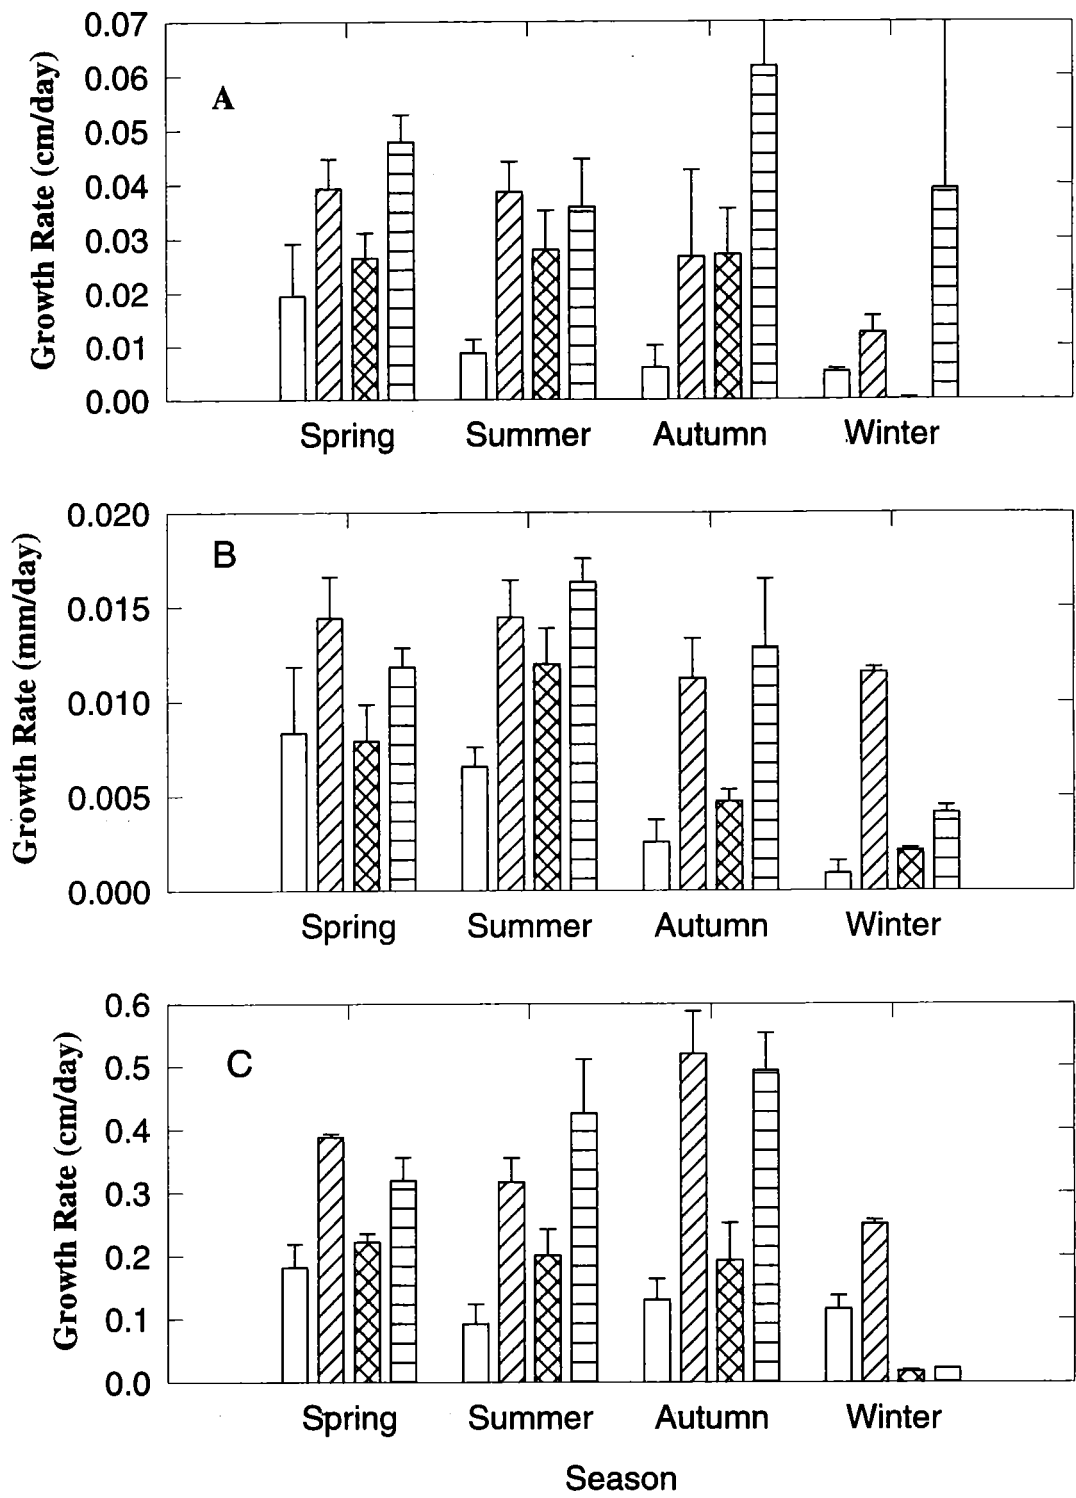 A
Growth Rate (cm/day)
0.07
0.06
0.05
0.04
0.03
0.02
0.01
0.00
Spring Summer Autumn Winter
B
Growth Rate (mm/day)
0.020
0.015
0.010
0.005
0.000
Spring Summer Autumn Winter
C
Growth Rate (cm/day)
0.6
0.5
0.4
0.3
0.2
0.1
0.0
Spring Summer Autumn Winter
Season